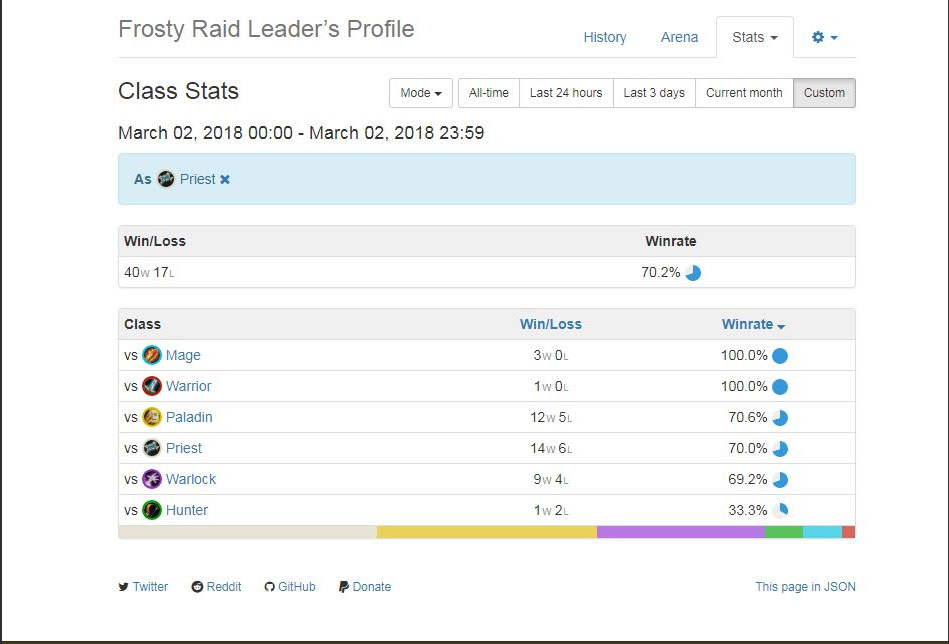 Frosty Raid Leader’s Profile
History Arena Stats
Class Stats
Mode All-time Last 24 hours Last 3 days Current month Custom
March 02, 2018 00:00 - March 02, 2018 23:59
As Priest
Win/Loss Winrate
40W 17L 70.2%
Class Win/Loss Winrate
vs Mage 3W 0L 100.0%
vs Warrior 1W 0L 100.0%
vs Paladin 12W 5L 70.6%
vs Priest 14W 6L 70.0%
vs Warlock 9W 4L 69.2%
vs Hunter 1W 2L 33.3%
Twitter Reddit GitHub Donate This page in JSON